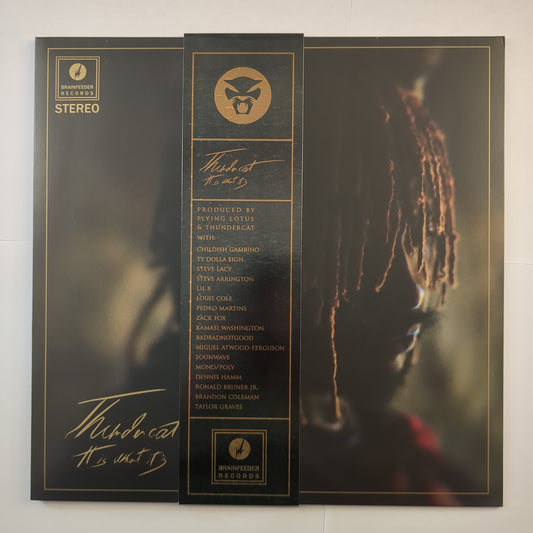 BRAINFEEDER
RECORDS
STEREO
Thundercat
It is what it is
Thundercat
It is what it is
PRODUCED BY
FLYING LOTUS
& THUNDERCAT
WITH:
CHILDISH GAMBINO
TY DOLLA SIGN
STEVE LACY
STEVE ARRINGTON
LIL B
LOUIS COLE
PEDRO MARTINS
ZACK FOX
KAMASI WASHINGTON
BADBADNOTGOOD
MIGUEL ATWOOD-FERGUSON
SOUNWAVE
MONO/POLY
DENNIS HAMM
RONALD BRUNER JR.
BRANDON COLEMAN
TAYLOR GRAVES
BRAINFEEDER
RECORDS